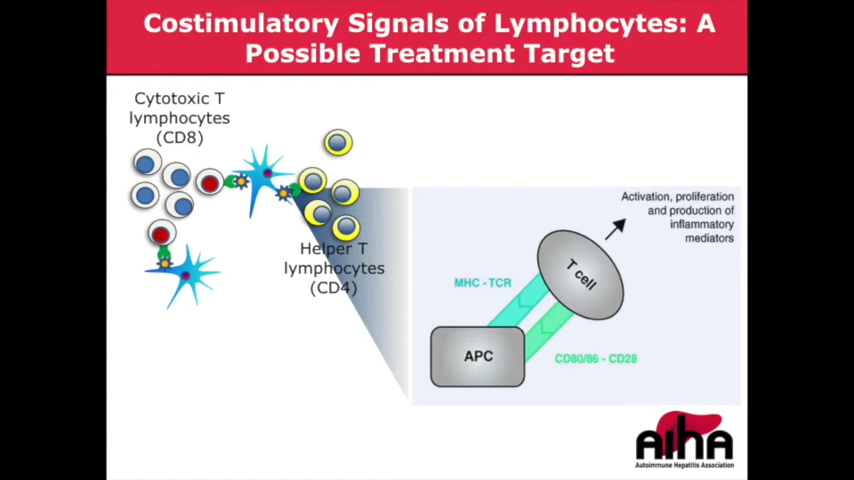 Costimulatory Signals of Lymphocytes: A
Possible Treatment Target
Cytotoxic T
lymphocytes
(CD8)
Helper T
lymphocytes
(CD4)
Activation, proliferation
and production of
inflammatory
mediators
T cell
MHC - TCR
APC
CD80/86 - CD28
AIHA
Autoimmune Hepatitis Association